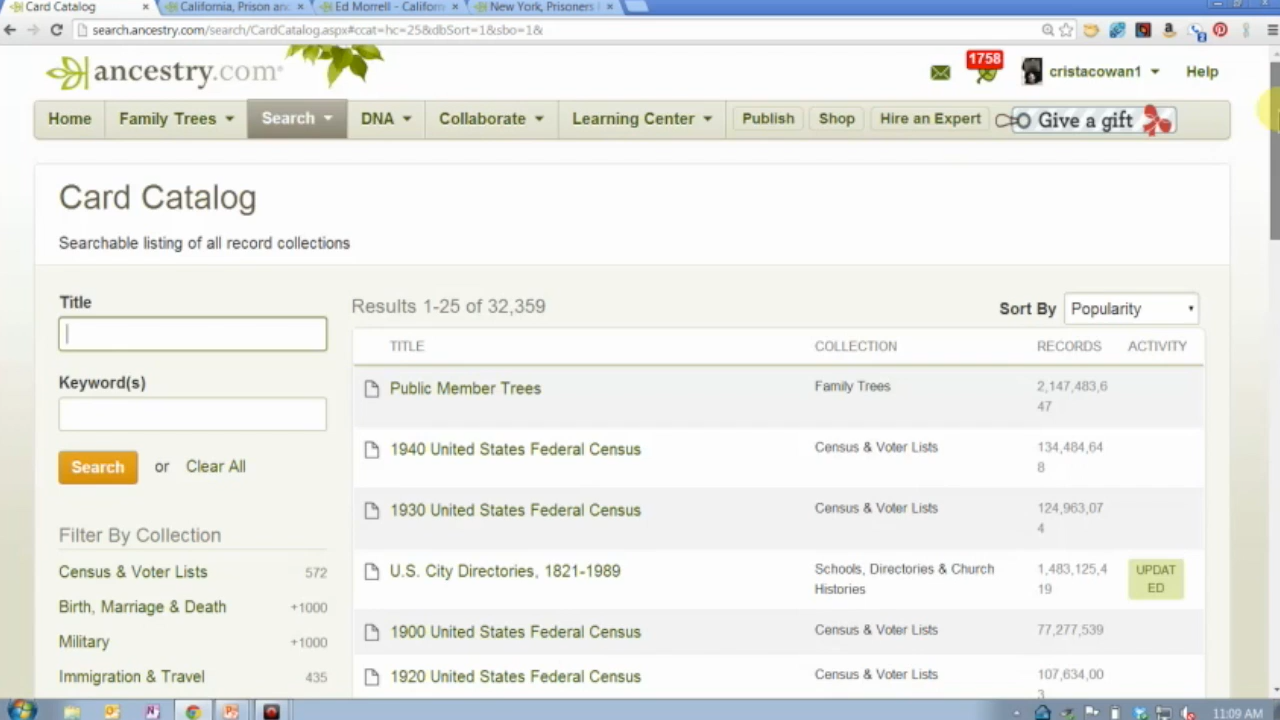 Card Catalog
California, Prison an
Ed Morrell - Californ
New York, Prisoners
search.ancestry.com/search/CardCatalog.aspx#ccat=hc=25&dbSort=1&sbo=1&
ancestry.com
1758
cristacowan1
Help
Home Family Trees Search DNA Collaborate Learning Center Publish Shop Hire an Expert Give a gift
Card Catalog
Searchable listing of all record collections
Title
Results 1-25 of 32,359
Sort By Popularity
TITLE COLLECTION RECORDS ACTIVITY
Keyword(s)
Search or Clear All
Filter By Collection
Census & Voter Lists 572
Birth, Marriage & Death +1000
Military +1000
Immigration & Travel 435
Public Member Trees Family Trees 2,147,483,6
47
1940 United States Federal Census Census & Voter Lists 134,484,64
8
1930 United States Federal Census Census & Voter Lists 124,963,07
4
U.S. City Directories, 1821-1989 Schools, Directories & Church 1,483,125,4 UPDAT
Histories 19 ED
1900 United States Federal Census Census & Voter Lists 77,277,539
1920 United States Federal Census Census & Voter Lists 107,634,00
3
11:09 AM